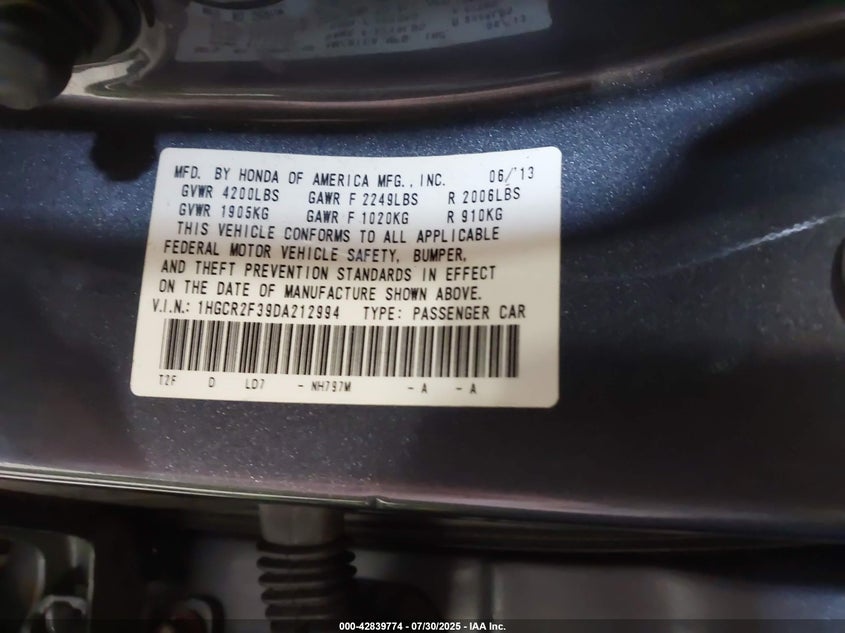 MFD. BY HONDA OF AMERICA MFG., INC. 06/'13
GVWR 4200LBS GAWR F 2249LBS R 2006LBS
GVWR 1905KG GAWR F 1020KG R 910KG
THIS VEHICLE CONFORMS TO ALL APPLICABLE
FEDERAL MOTOR VEHICLE SAFETY, BUMPER,
AND THEFT PREVENTION STANDARDS IN EFFECT
ON THE DATE OF MANUFACTURE SHOWN ABOVE.
V.I.N.: 1HGCR2F39DA212994 TYPE: PASSENGER CAR
T2F D LD7 - NH797M - A - A
000-42839774 - 07/30/2025 - IAA Inc.